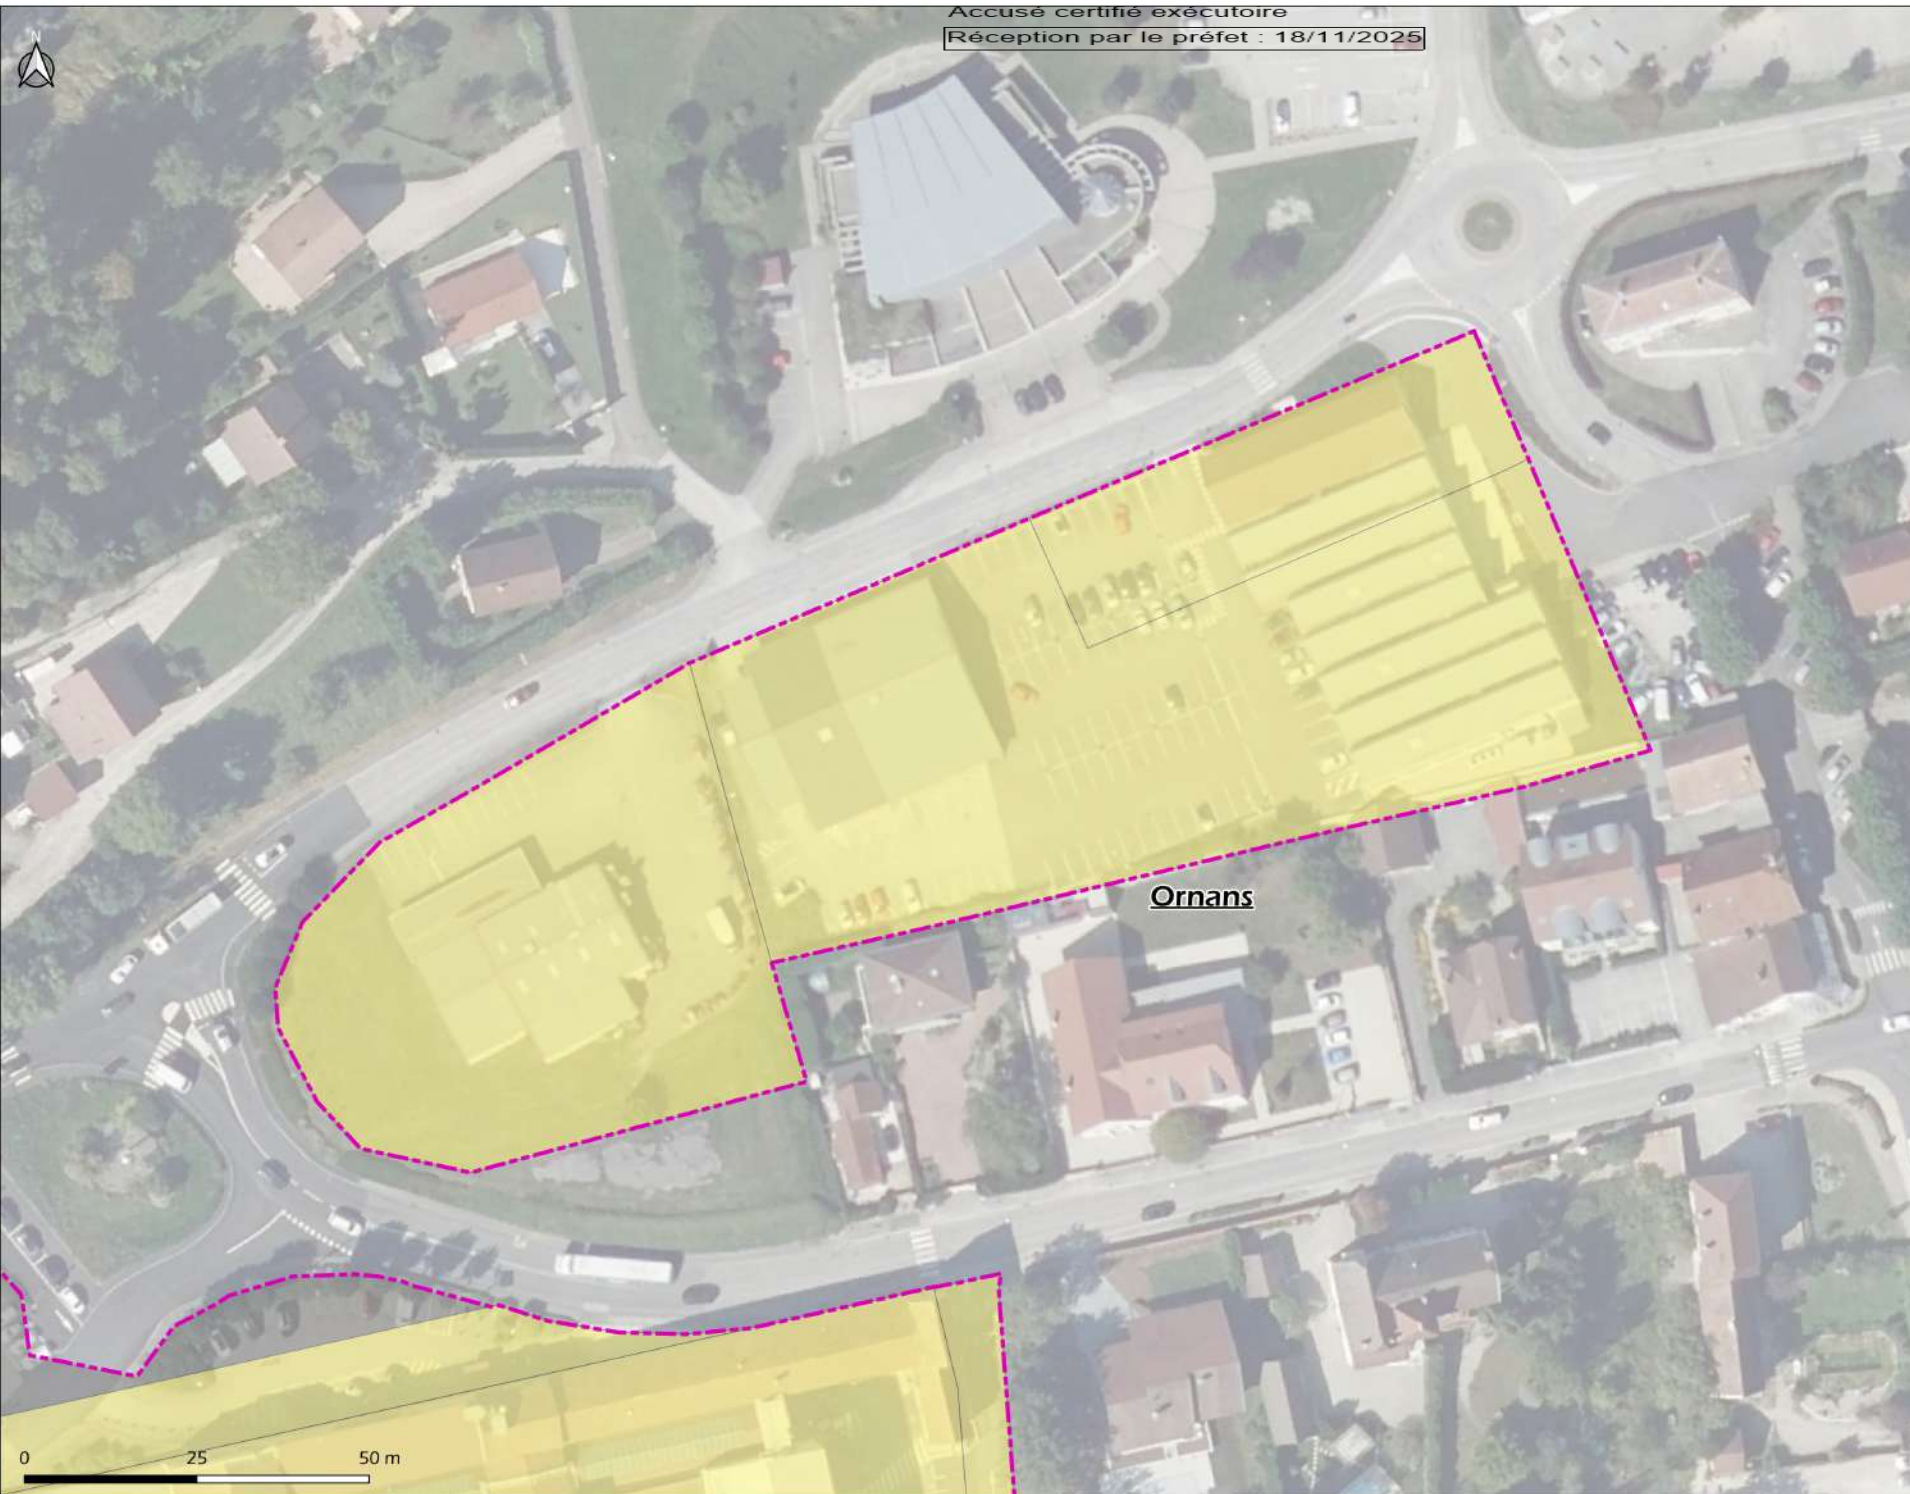 Accusé certifié exécutoire
Réception par le préfet : 18/11/2025
N
Ornans
0 25 50 m